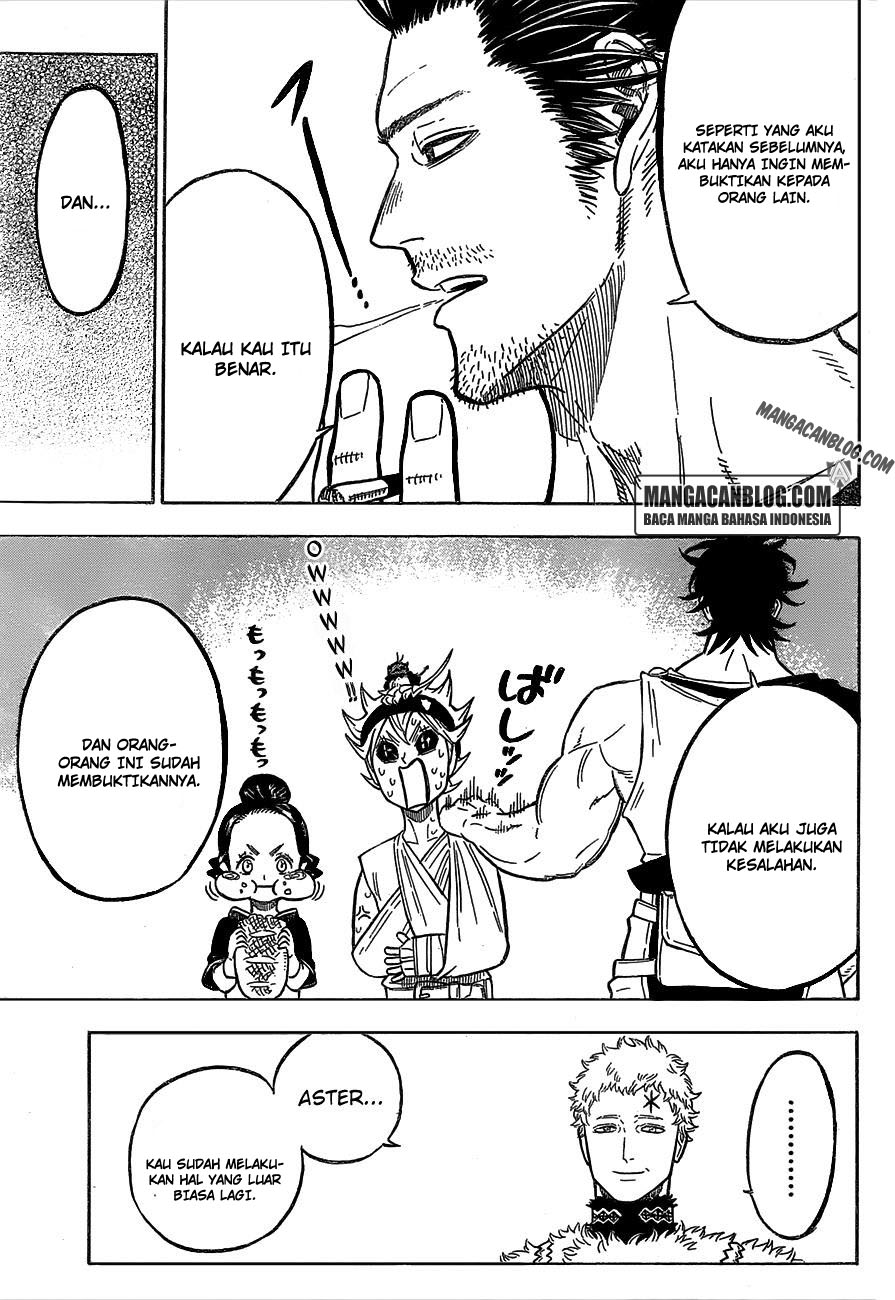 SEPERTI YANG AKU
KATAKAN SEBELUMNYA,
AKU HANYA INGIN MEM-
BUKTIKAN KEPADA
ORANG LAIN.
KALAU KAU ITU
BENAR.
DAN...
MANGACANBLOG.COM
MANGACANBLOG.COM
BACA MANGA BAHASA INDONESIA
KALAU AKU JUGA
TIDAK MELAKUKAN
KESALAHAN.
ばしッ
OWWWWW!!
もっもっもっもっ
DAN ORANG-
ORANG INI SUDAH
MEMBUKTIKANNYA.
.........
ASTER...
KAU SUDAH MELAKU-
KAN HAL YANG LUAR
BIASA LAGI.